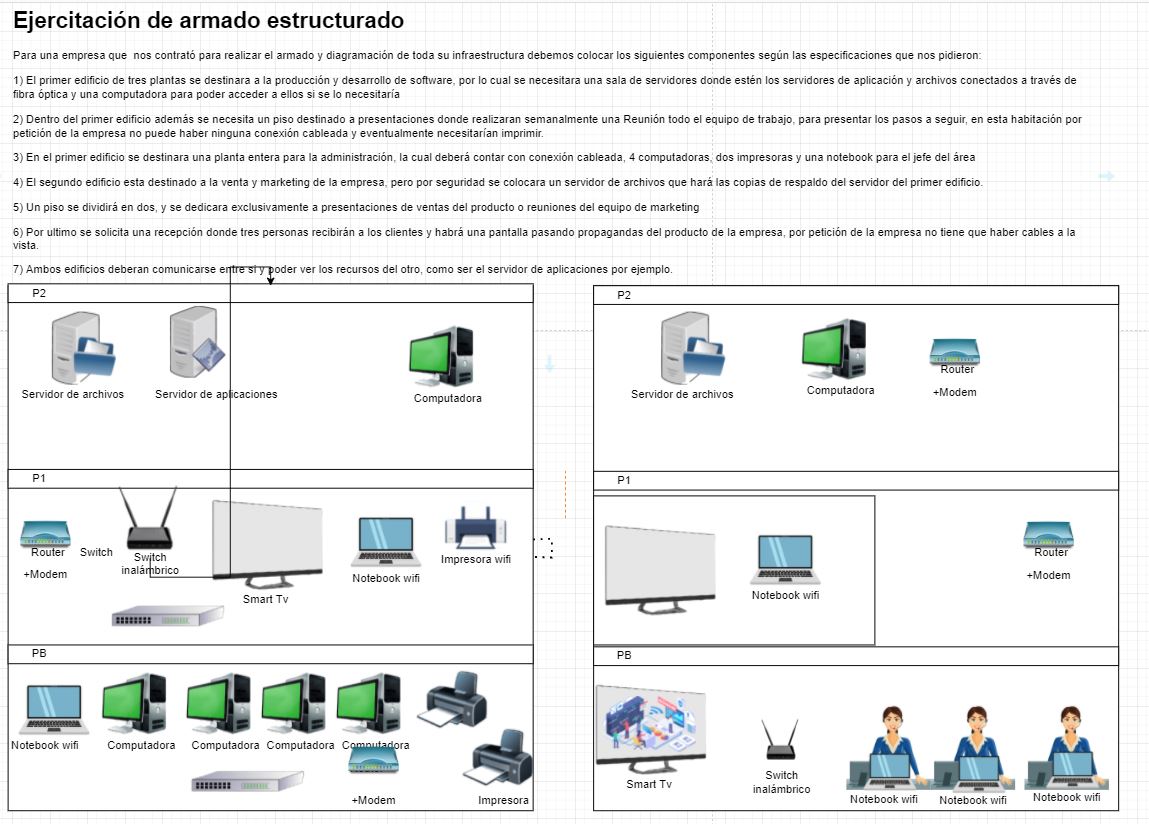 Ejercitación de armado estructurado
Para una empresa que nos contrató para realizar el armado y diagramación de toda su infraestructura debemos colocar los siguientes componentes según las especificaciones que nos pidieron:
1) El primer edificio de tres plantas se destinara a la producción y desarrollo de software, por lo cual se necesitara una sala de servidores donde estén los servidores de aplicación y archivos conectados a través de
fibra óptica y una computadora para poder acceder a ellos si se lo necesitaría
2) Dentro del primer edificio además se necesita un piso destinado a presentaciones donde realizaran semanalmente una Reunión todo el equipo de trabajo, para presentar los pasos a seguir, en esta habitación por
petición de la empresa no puede haber ninguna conexión cableada y eventualmente necesitarían imprimir.
3) En el primer edificio se destinara una planta entera para la administración, la cual deberá contar con conexión cableada, 4 computadoras, dos impresoras y una notebook para el jefe del área
4) El segundo edificio esta destinado a la venta y marketing de la empresa, pero por seguridad se colocara un servidor de archivos que hará las copias de respaldo del servidor del primer edificio.
5) Un piso se dividirá en dos, y se dedicara exclusivamente a presentaciones de ventas del producto o reuniones del equipo de marketing
6) Por ultimo se solicita una recepción donde tres personas recibirán a los clientes y habrá una pantalla pasando propagandas del producto de la empresa, por petición de la empresa no tiene que haber cables a la
vista.
7) Ambos edificios deberan comunicarse entre si y poder ver los recursos del otro, como ser el servidor de aplicaciones por ejemplo.
P2
Servidor de archivos
Servidor de aplicaciones
Computadora
P1
Router
+Modem
Switch
Switch
inalámbrico
Smart Tv
Notebook wifi
Impresora wifi
PB
Notebook wifi
Computadora
Computadora
Computadora
Computadora
+Modem
Impresora
P2
Servidor de archivos
Computadora
Router
+Modem
P1
Notebook wifi
Router
+Modem
PB
Smart Tv
Switch
inalámbrico
Notebook wifi
Notebook wifi
Notebook wifi